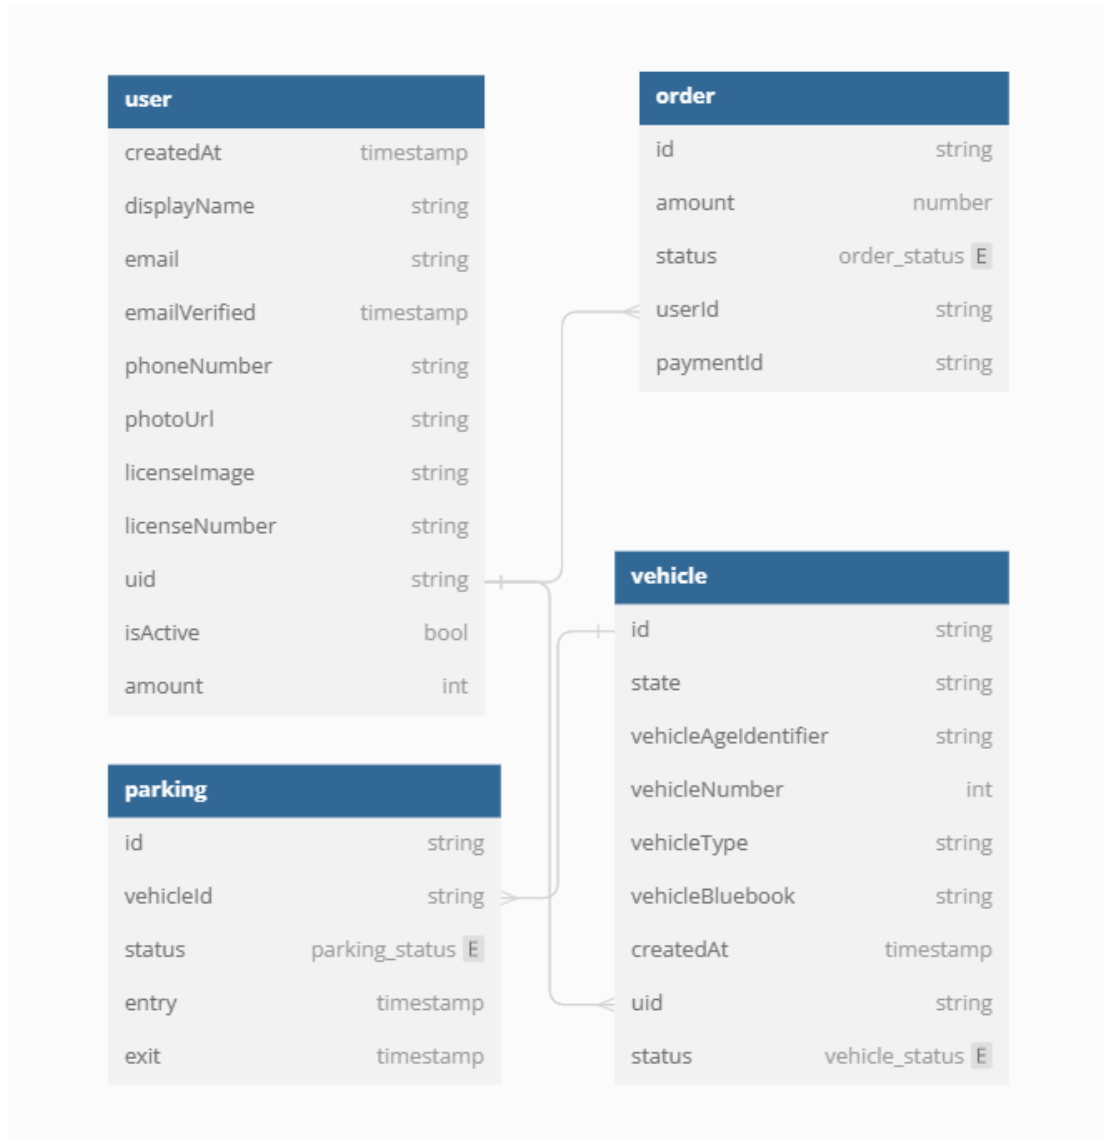 user
createdAt timestamp
displayName string
email string
emailVerified timestamp
phoneNumber string
photoUrl string
licenseImage string
licenseNumber string
uid string
isActive bool
amount int
order
id string
amount number
status order_status E
userId string
paymentId string
parking
id string
vehicleId string
status parking_status E
entry timestamp
exit timestamp
vehicle
id string
state string
vehicleAgeIdentifier string
vehicleNumber int
vehicleType string
vehicleBluebook string
createdAt timestamp
uid string
status vehicle_status E